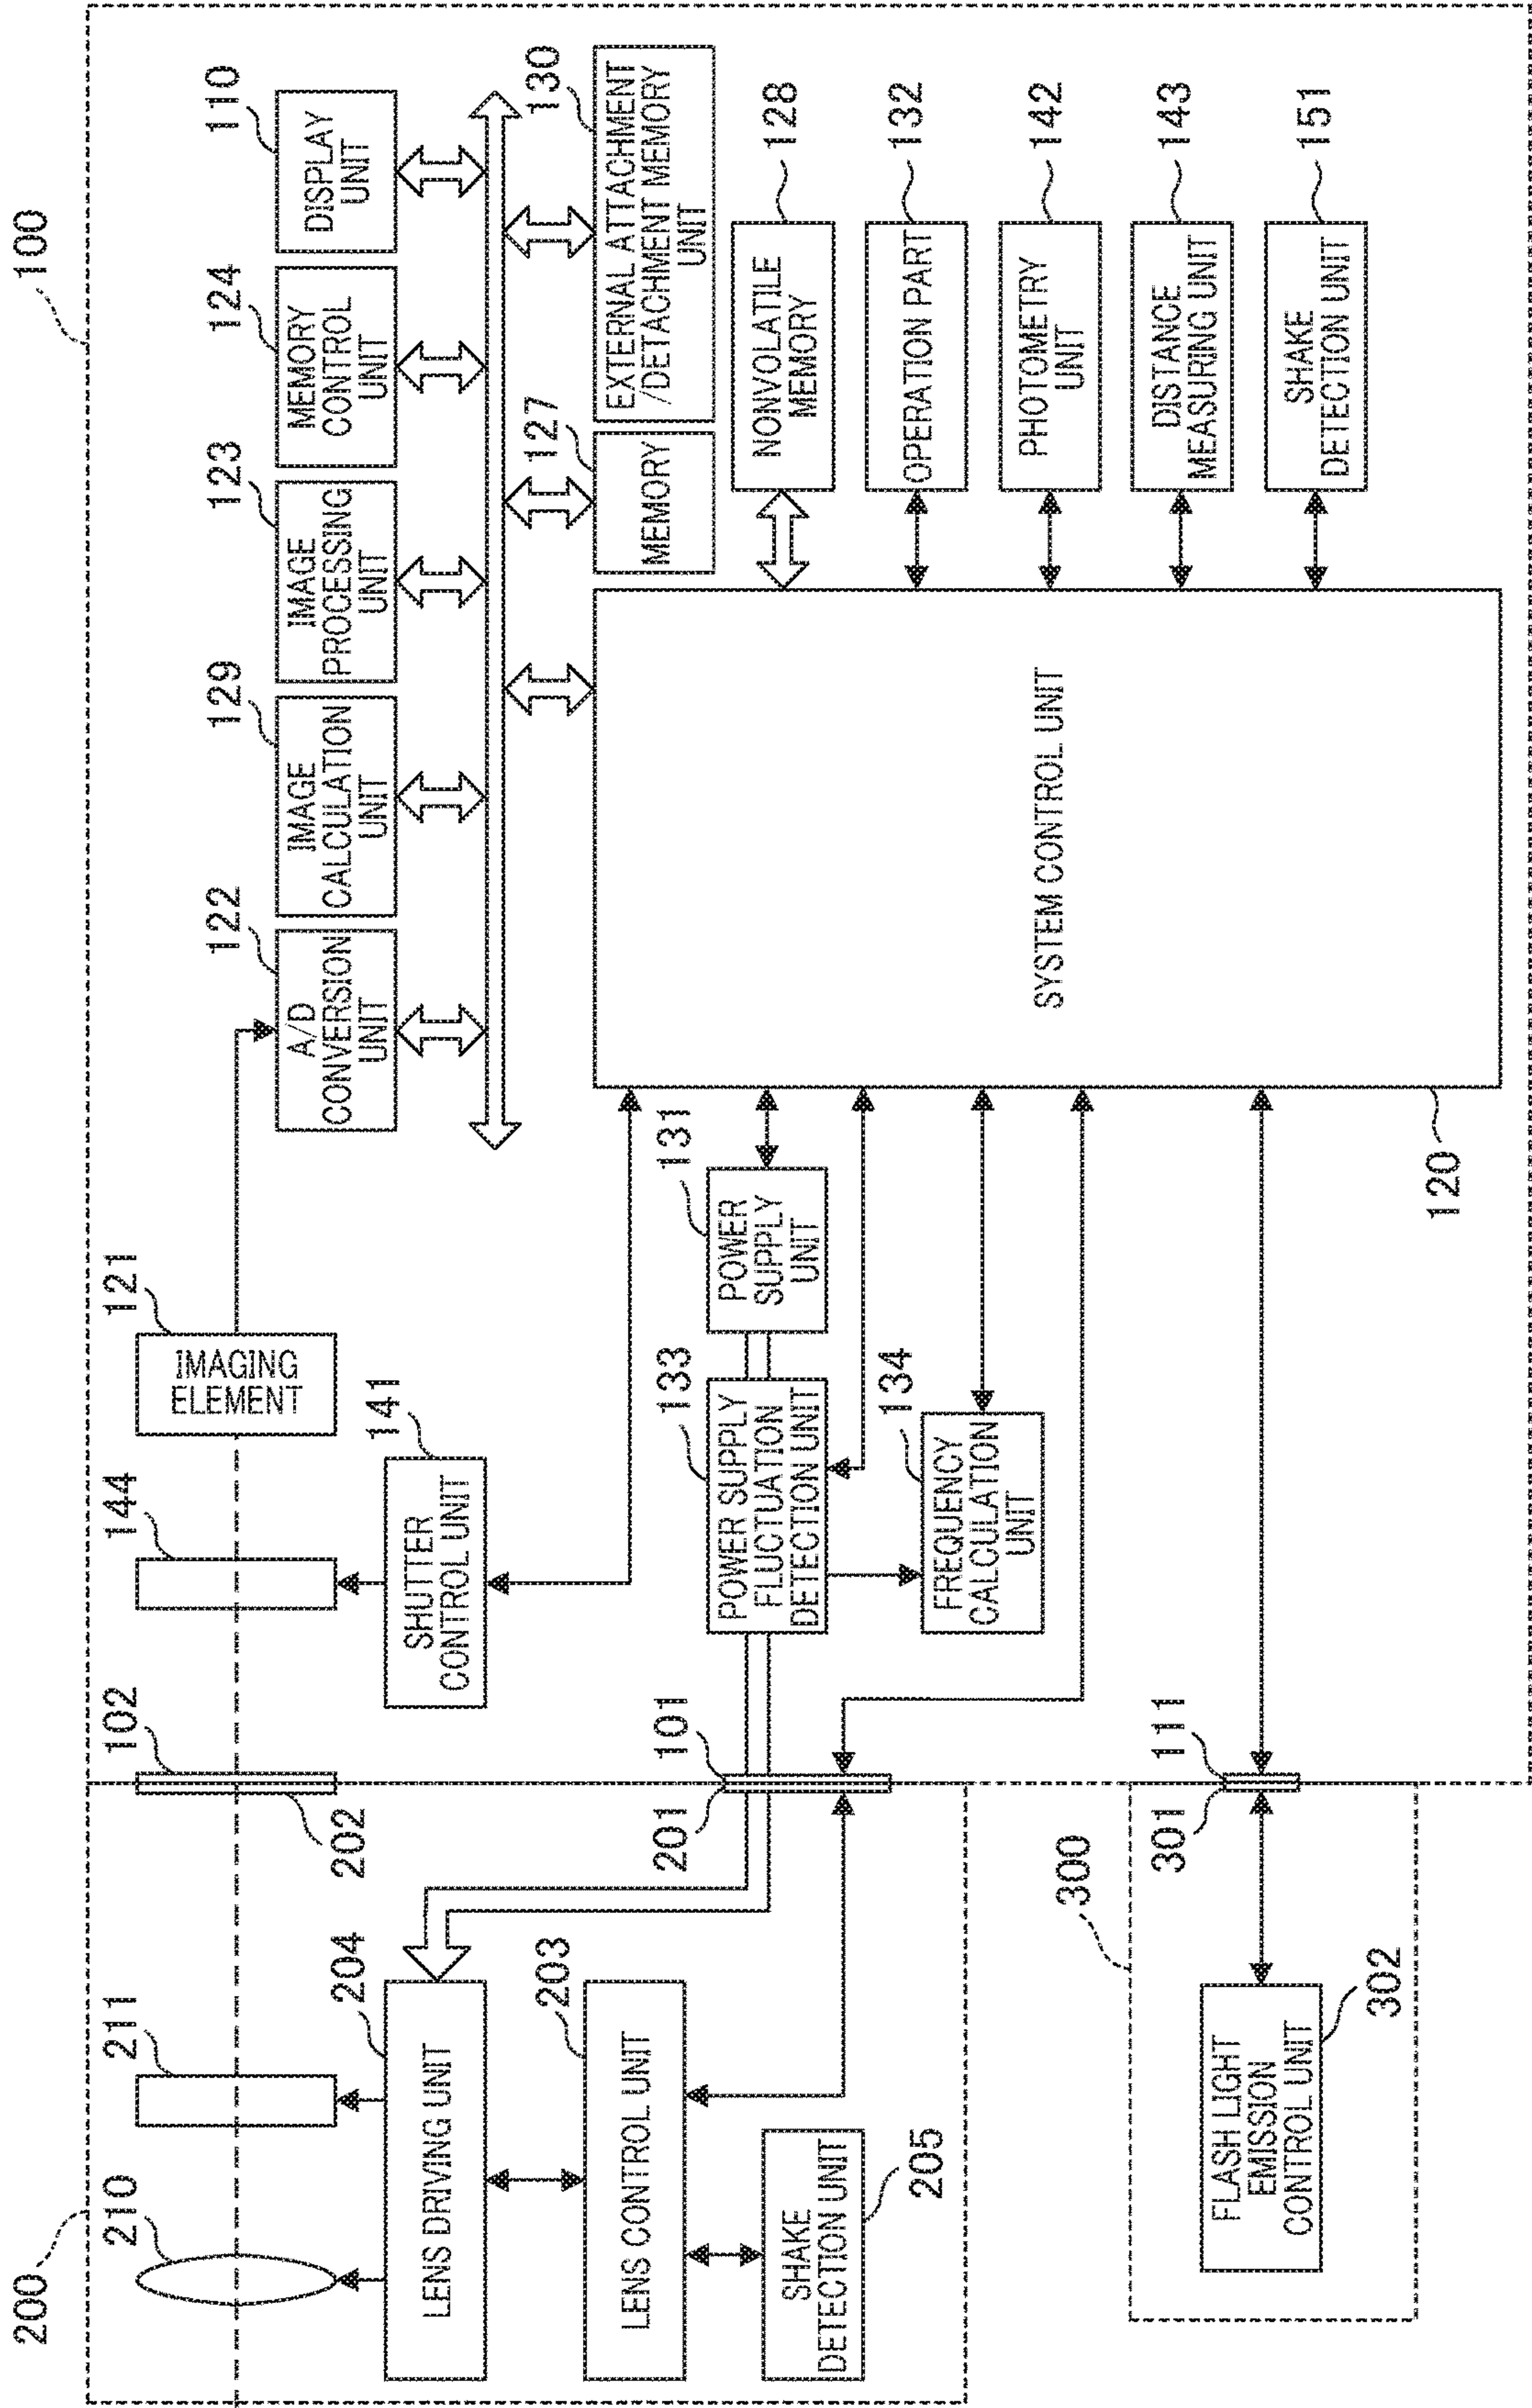 100
200
210
211
102
144
121
122
129
123
124
110
IMAGING
ELEMENT
A/D
CONVERSION
UNIT
IMAGE
CALCULATION
UNIT
IMAGE
PROCESSING
UNIT
MEMORY
CONTROL
UNIT
DISPLAY
UNIT
202
204
LENS DRIVING UNIT
141
SHUTTER
CONTROL UNIT
127
MEMORY
130
EXTERNAL ATTACHMENT
/DETACHMENT MEMORY
UNIT
203
LENS CONTROL UNIT
201
101
133
POWER SUPPLY
FLUCTUATION
DETECTION UNIT
131
POWER
SUPPLY
UNIT
SYSTEM CONTROL UNIT
120
NONVOLATILE
MEMORY
128
OPERATION PART
132
PHOTOMETRY
UNIT
142
DISTANCE
MEASURING UNIT
143
SHAKE
DETECTION UNIT
151
SHAKE
DETECTION UNIT
205
134
FREQUENCY
CALCULATION
UNIT
300
301
111
FLASH LIGHT
EMISSION
CONTROL UNIT
302